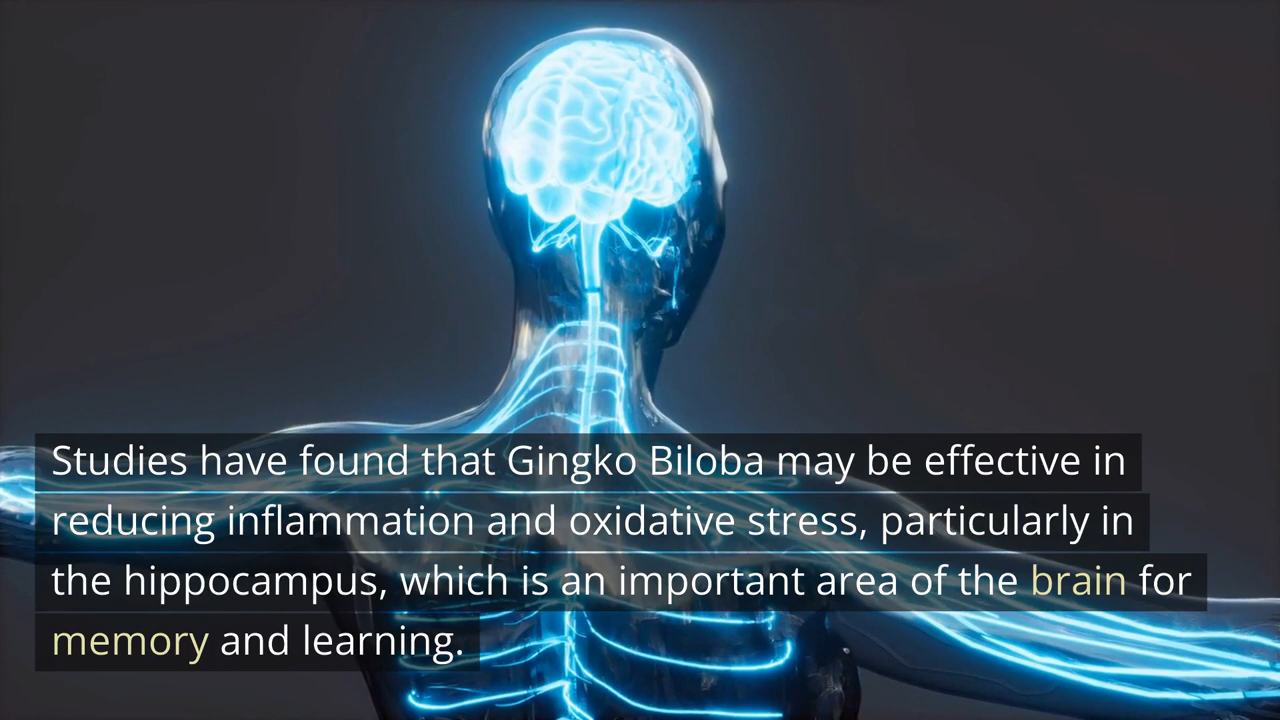 Studies have found that Gingko Biloba may be effective in
reducing inflammation and oxidative stress, particularly in
the hippocampus, which is an important area of the brain for
memory and learning.